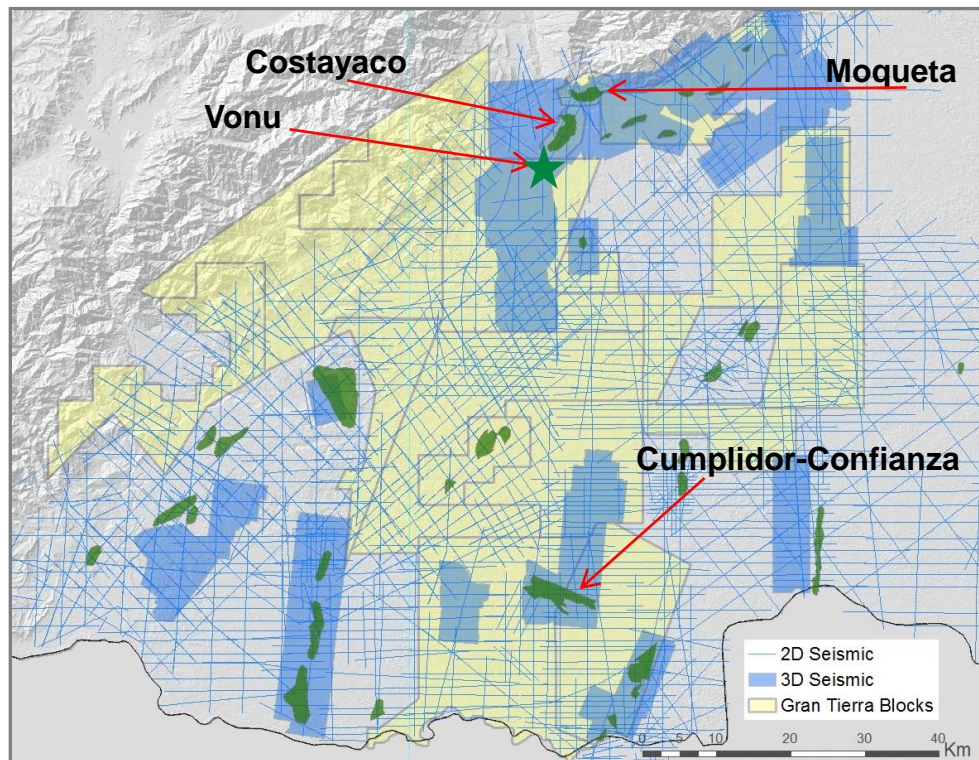 Costayaco
Moqueta
Vonu
Cumplidor-Confianza
2D Seismic
3D Seismic
Gran Tierra Blocks
0 5 10 20 30 40
Km